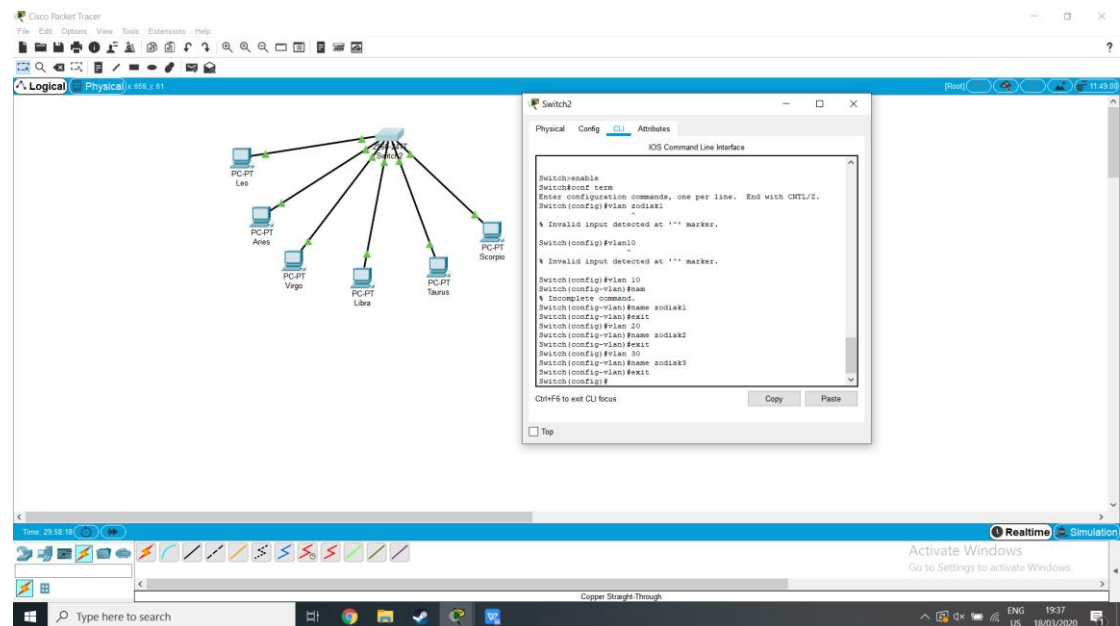 Cisco Packet Tracer
File Edit Options View Tools Extensions Help
?
Logical Physical x: 659, y: 61
[Root] 11:49:00
Switch2
Physical Config CLI Attributes
IOS Command Line Interface
Switch>enable
Switch#conf term
Enter configuration commands, one per line. End with CNTL/Z.
Switch(config)#vlan zodiak1
^
% Invalid input detected at '^' marker.
Switch(config)#vlan10
^
% Invalid input detected at '^' marker.
Switch(config)#vlan 10
Switch(config-vlan)#nam
% Incomplete command.
Switch(config-vlan)#name zodiak1
Switch(config-vlan)#exit
Switch(config)#vlan 20
Switch(config-vlan)#name zodiak2
Switch(config-vlan)#exit
Switch(config)#vlan 30
Switch(config-vlan)#name zodiak3
Switch(config-vlan)#exit
Switch(config)#
Ctrl+F6 to exit CLI focus
Copy Paste
Top
Switch2
PC-PT
Leo
PC-PT
Aries
PC-PT
Virgo
PC-PT
Libra
PC-PT
Taurus
PC-PT
Scorpio
Time: 29:58:18
Realtime Simulation
Activate Windows
Go to Settings to activate Windows.
Copper Straight-Through
Type here to search
ENG
US
19:37
18/03/2020